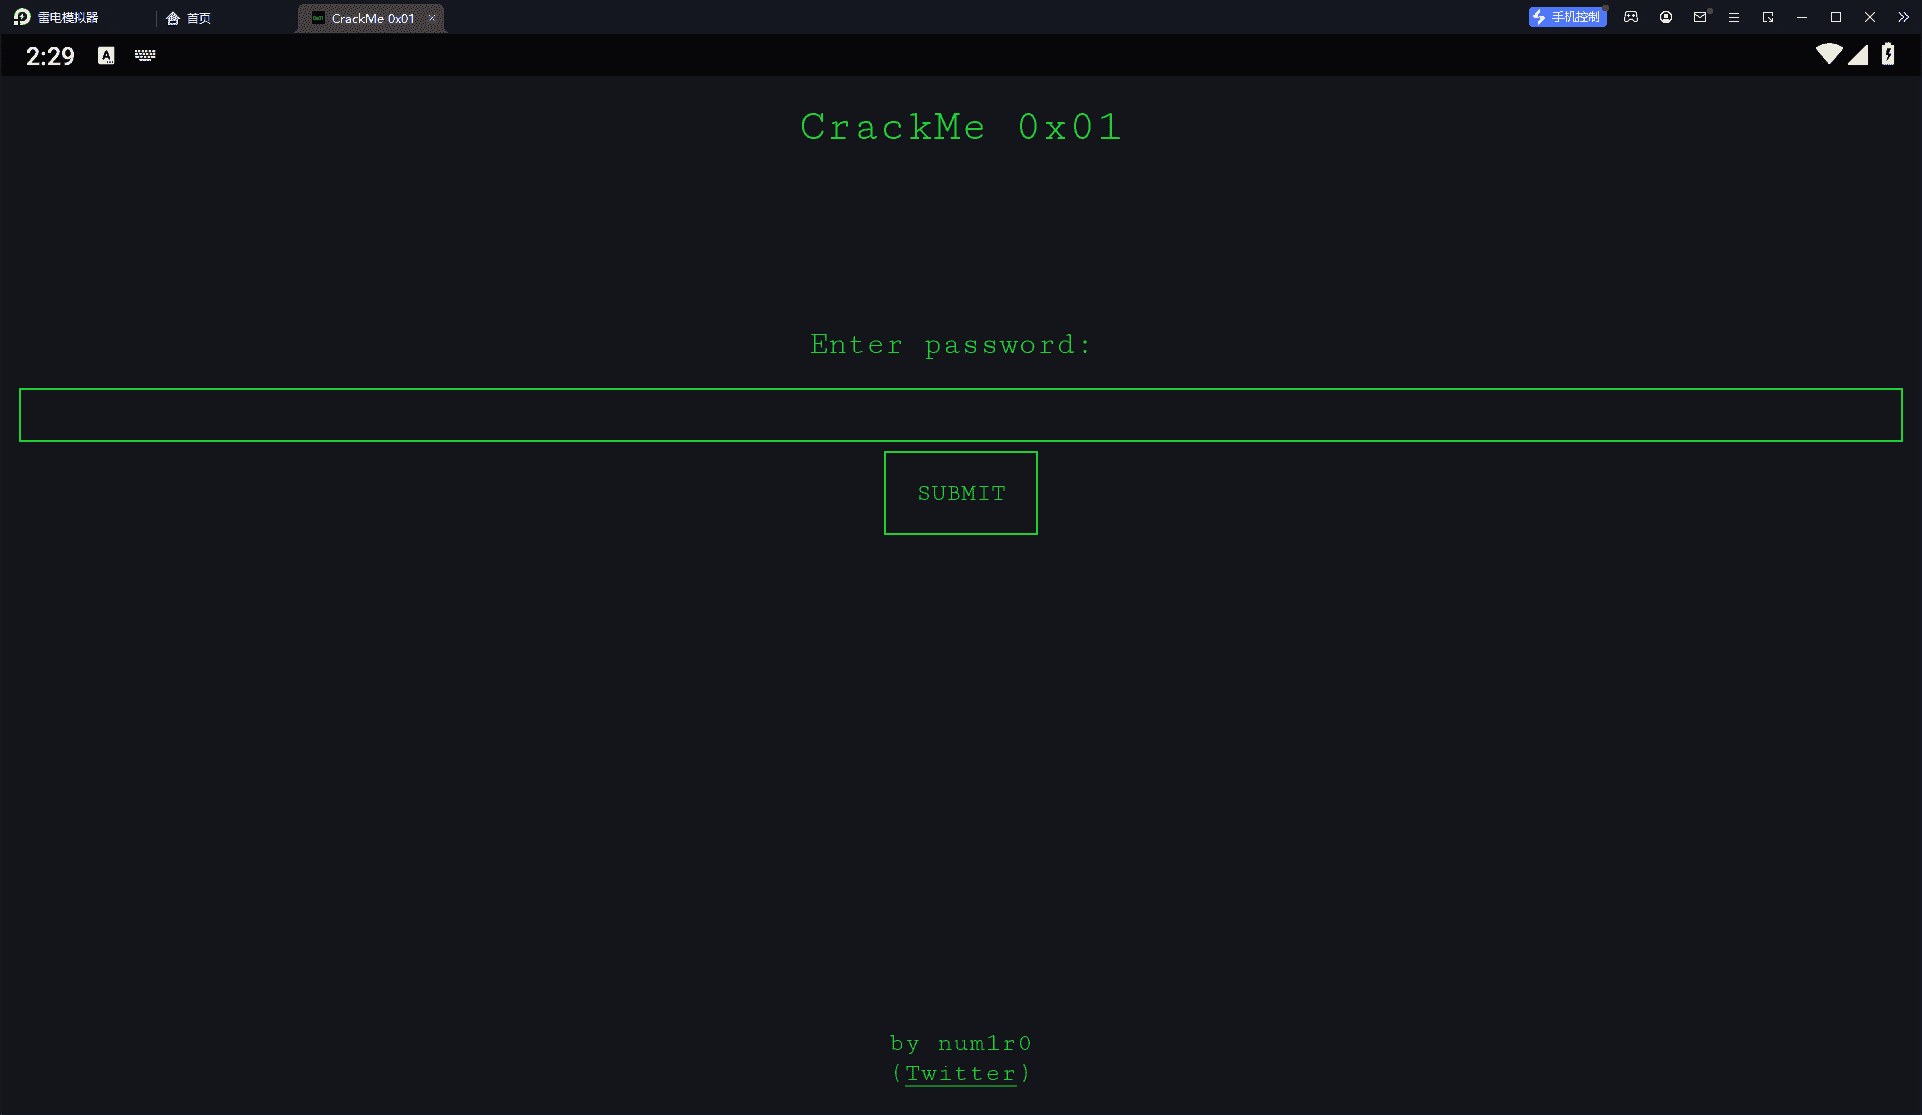 雷电模拟器 首页 CrackMe 0x01 手机控制
2:29 A
CrackMe 0x01
Enter password:
SUBMIT
by num1r0
(Twitter)